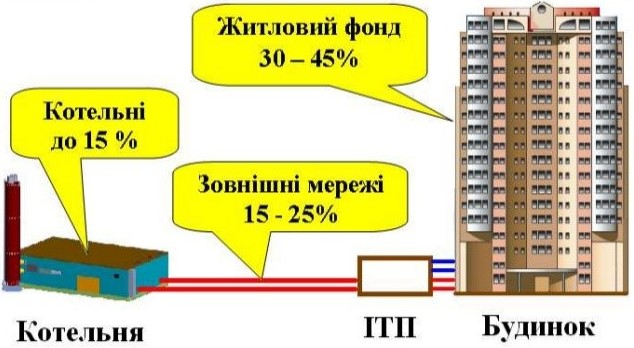 Житловий фонд
30 – 45%
Котельні
до 15 %
Зовнішні мережі
15 - 25%
Котельня
ІТП
Будинок